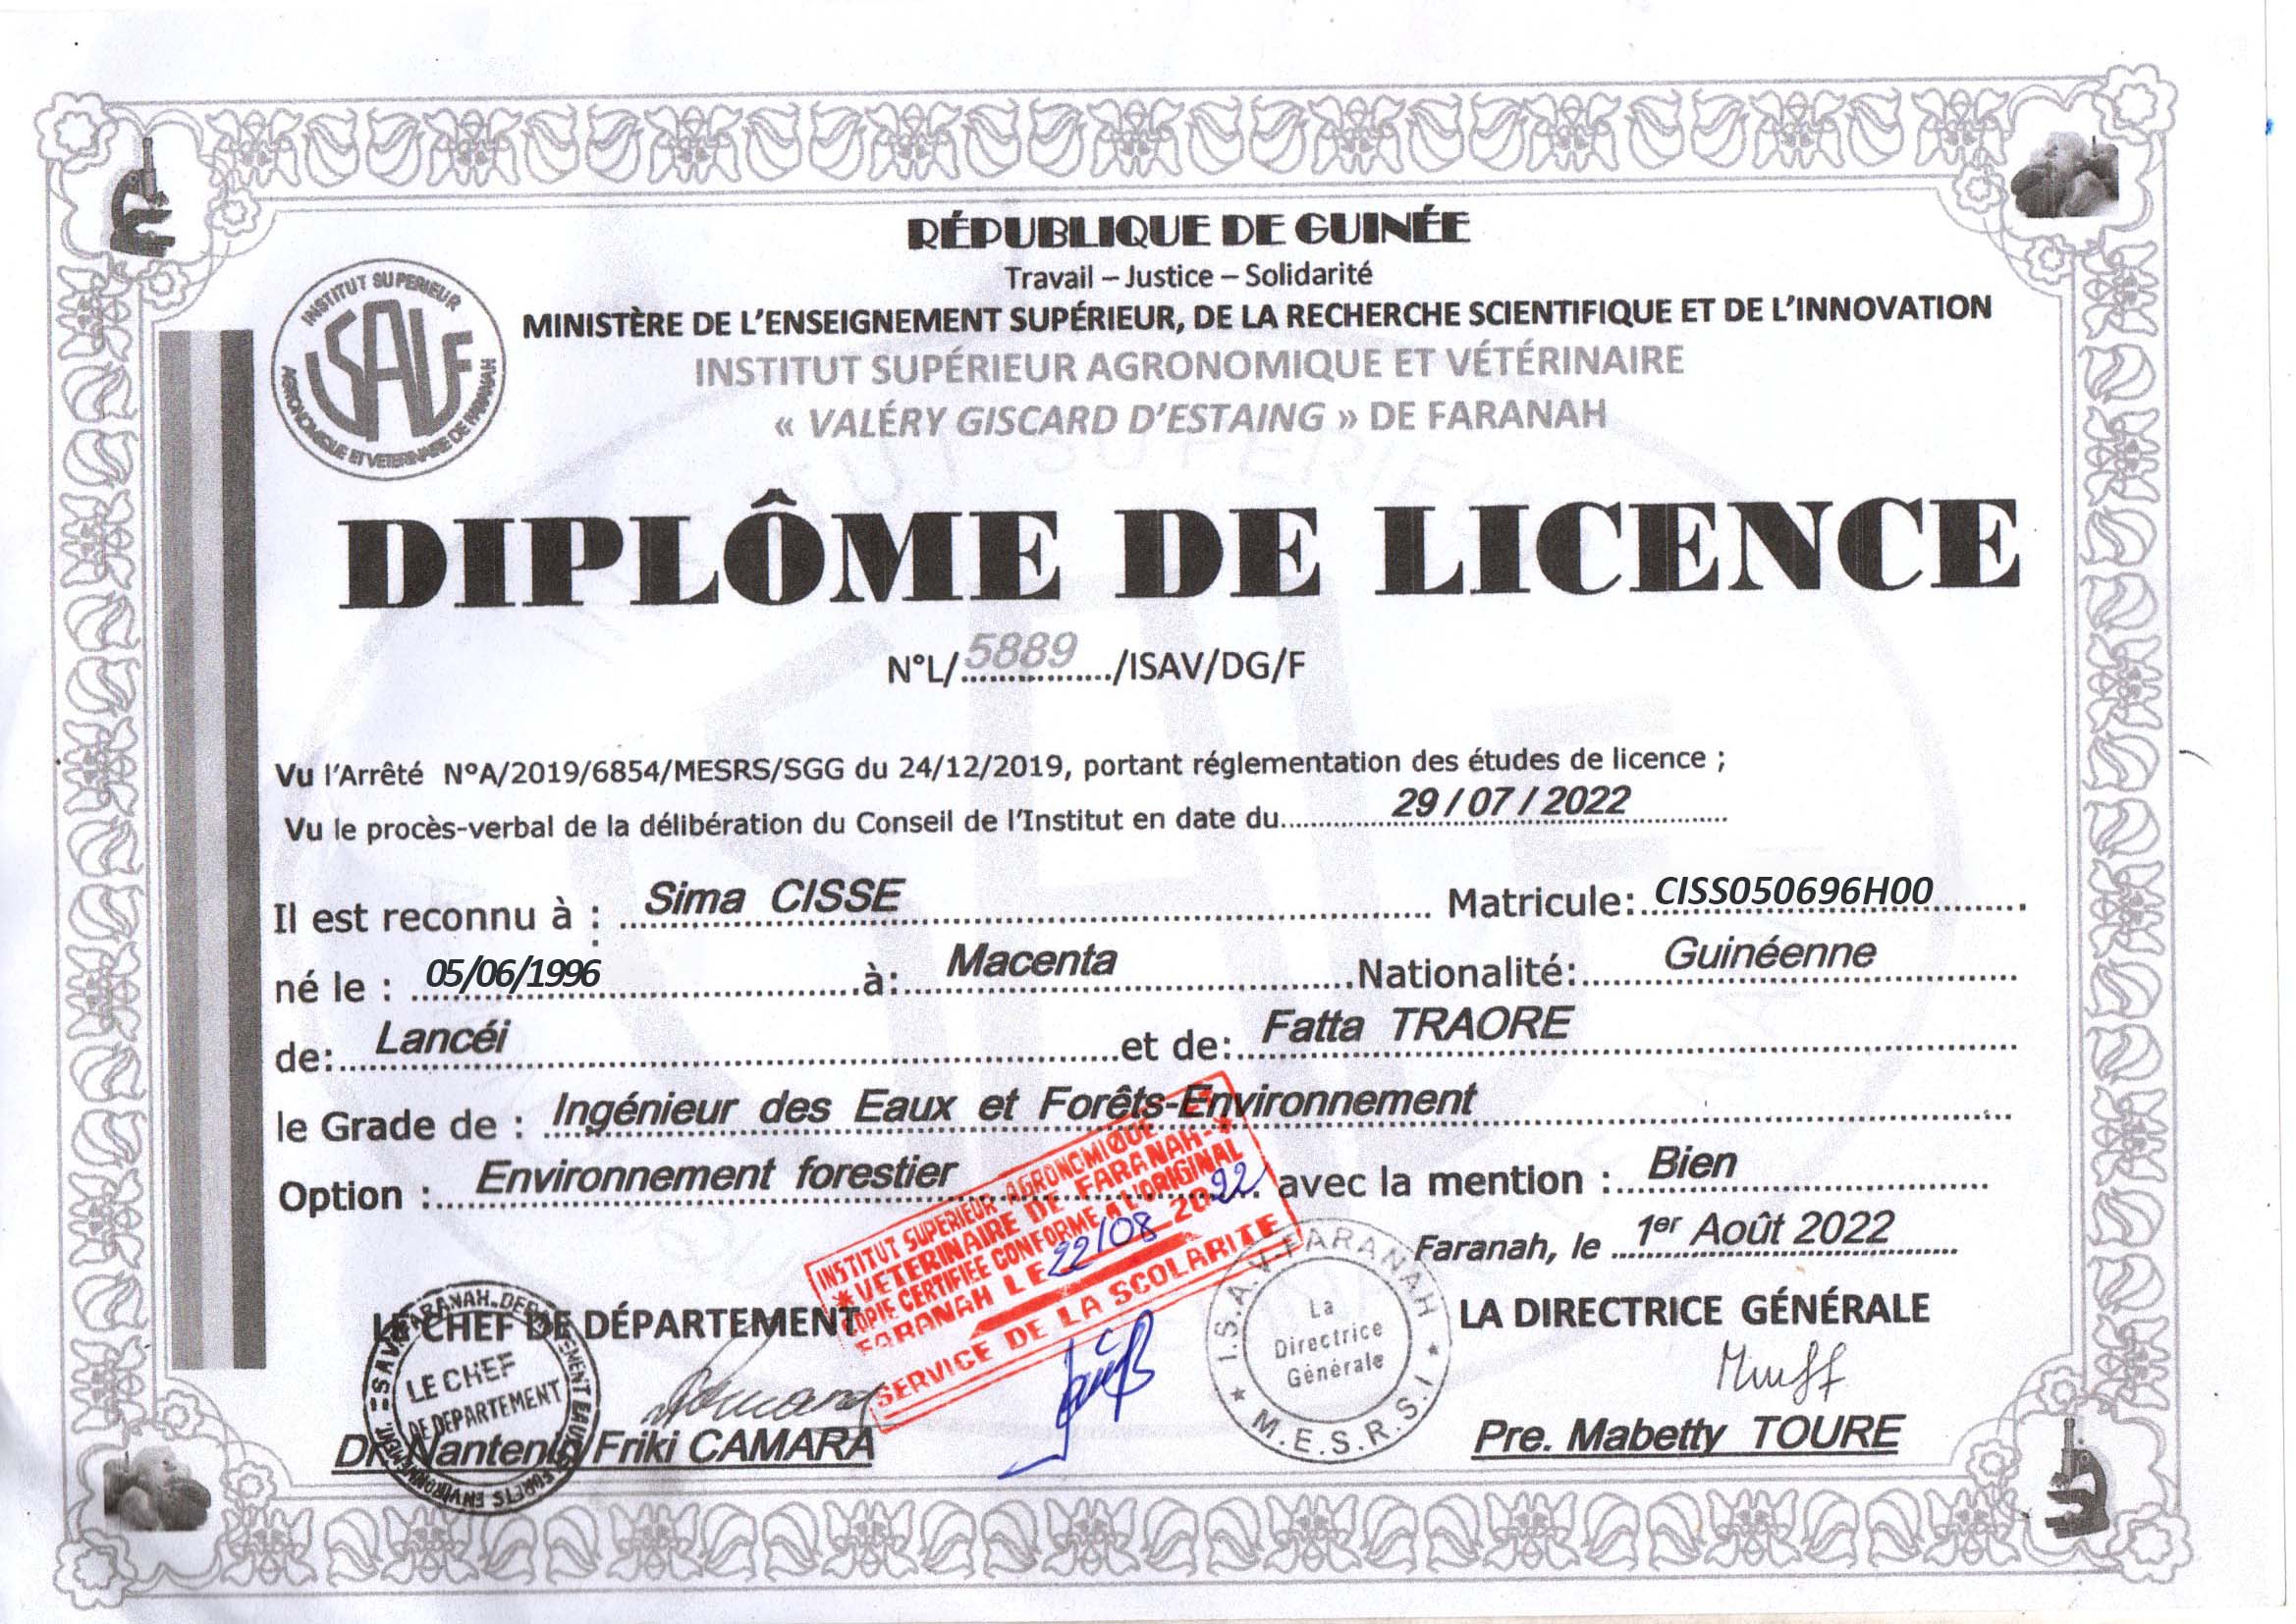 RÉPUBLIQUE DE GUINÉE
Travail – Justice – Solidarité
MINISTÈRE DE L'ENSEIGNEMENT SUPÉRIEUR, DE LA RECHERCHE SCIENTIFIQUE ET DE L'INNOVATION
INSTITUT SUPÉRIEUR AGRONOMIQUE ET VÉTÉRINAIRE
« VALÉRY GISCARD D'ESTAING » DE FARANAH
INSTITUT SUPERIEUR
AGRONOMIQUE ET VETERINAIRE DE FARANAH
ISAVF
DIPLÔME DE LICENCE
N°L/5889/ISAV/DG/F
Vu l'Arrêté N°A/2019/6854/MESRS/SGG du 24/12/2019, portant réglementation des études de licence ;
Vu le procès-verbal de la délibération du Conseil de l'Institut en date du 29/07/2022
Il est reconnu à : Sima CISSE Matricule: CISS050696H00
né le : 05/06/1996 à: Macenta Nationalité: Guinéenne
de: Lancéi et de: Fatta TRAORE
le Grade de : Ingénieur des Eaux et Forêts-Environnement
Option : Environnement forestier avec la mention : Bien
Faranah, le 1er Août 2022
INSTITUT SUPERIEUR AGRONOMIQUE ET
*VETERINAIRE DE FARANAH-*
COPIE CERTIFIEE CONFORME A L'ORIGINAL
FARANAH LE 22/08 2022
SERVICE DE LA SCOLARITE
LE CHEF DE DÉPARTEMENT
LA DIRECTRICE GÉNÉRALE
LE CHEF
DE DEPARTEMENT
I.S.A.V-FARANAH
La
Directrice
Générale
* M.E.S.R.S.I *
DR Nantenin Friki CAMARA
Pre. Mabetty TOURE